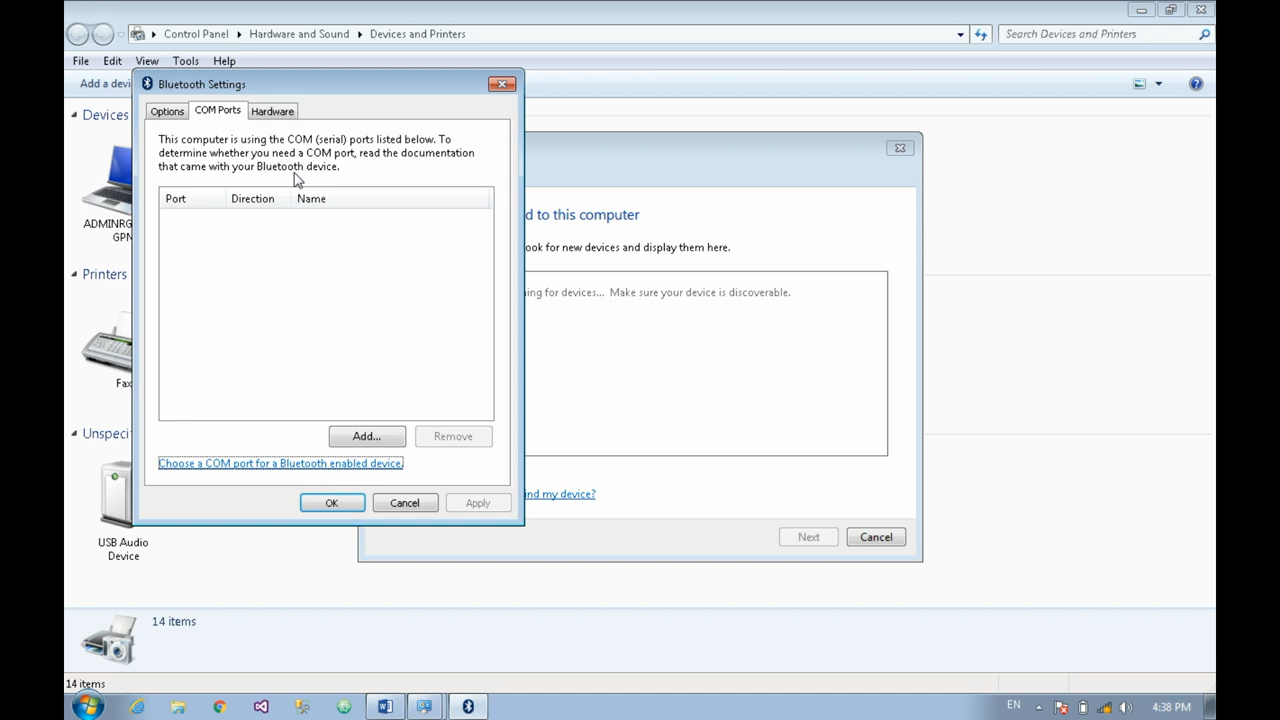 Control Panel
Hardware and Sound
Devices and Printers
Search Devices and Printers
File Edit View Tools Help
Add a devi
Bluetooth Settings
Options COM Ports Hardware
This computer is using the COM (serial) ports listed below. To
determine whether you need a COM port, read the documentation
that came with your Bluetooth device.
Port Direction Name
Add... Remove
Choose a COM port for a Bluetooth enabled device.
OK Cancel Apply
d to this computer
ook for new devices and display them here.
ing for devices... Make sure your device is discoverable.
ind my device?
Next Cancel
Devices
ADMINRG
GPN
Printers
Fax
Unspeci
USB Audio
Device
14 items
14 items
EN
4:38 PM